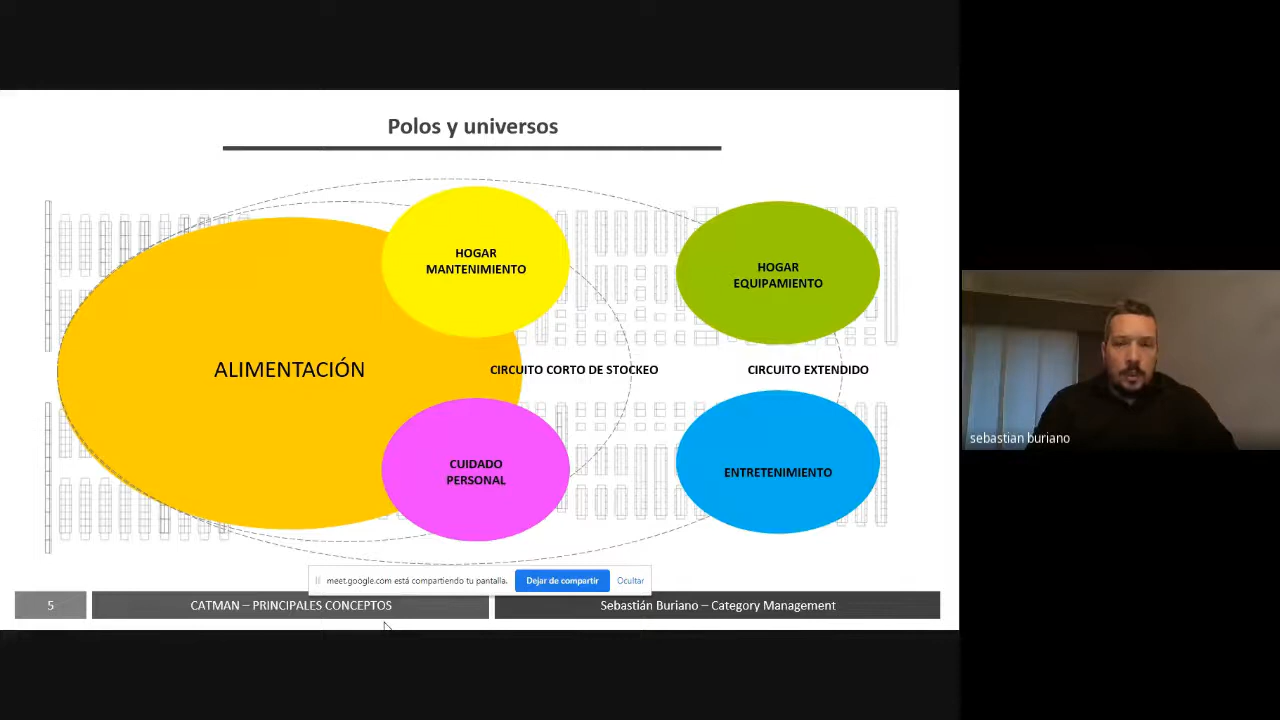 Polos y universos
HOGAR
MANTENIMIENTO
HOGAR
EQUIPAMIENTO
ALIMENTACIÓN
CIRCUITO CORTO DE STOCKEO
CIRCUITO EXTENDIDO
CUIDADO
PERSONAL
ENTRETENIMIENTO
sebastian buriano
meet.google.com está compartiendo tu pantalla.
Dejar de compartir
Ocultar
5
CATMAN – PRINCIPALES CONCEPTOS
Sebastián Buriano – Category Management